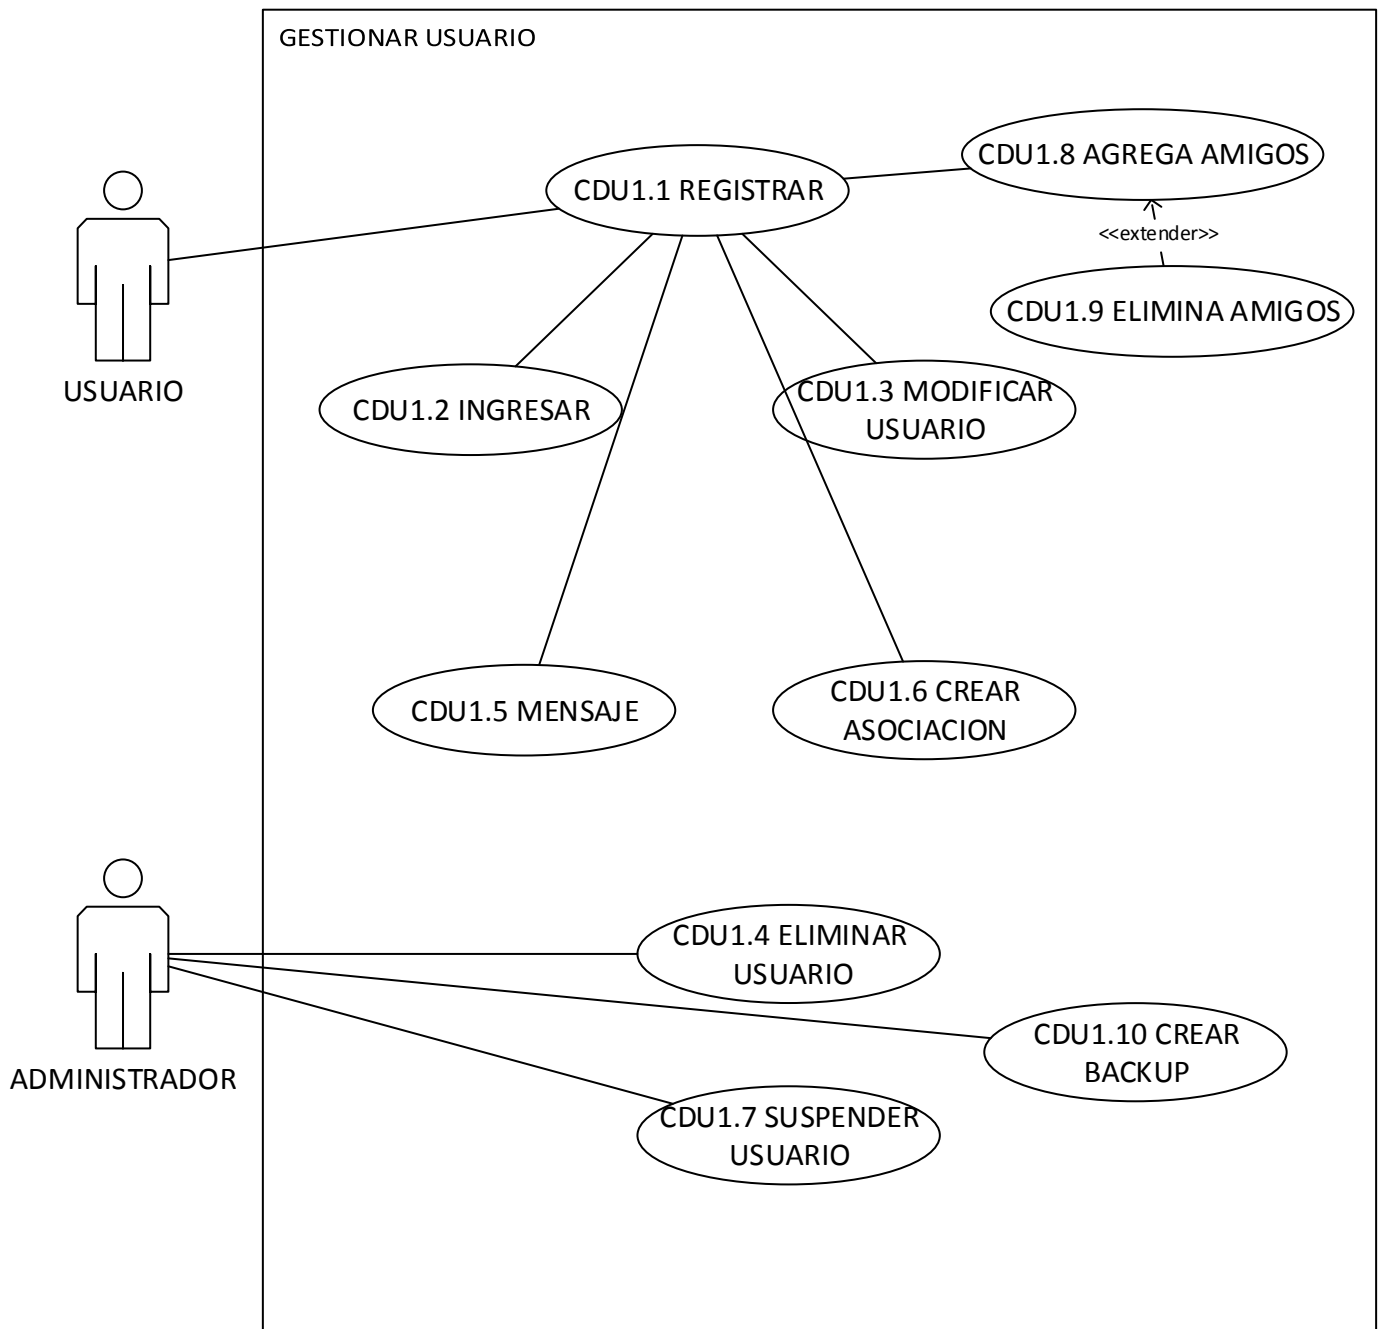 GESTIONAR USUARIO
CDU1.8 AGREGA AMIGOS
CDU1.1 REGISTRAR
<<extender>>
CDU1.9 ELIMINA AMIGOS
USUARIO
CDU1.2 INGRESAR
CDU1.3 MODIFICAR
USUARIO
CDU1.5 MENSAJE
CDU1.6 CREAR
ASOCIACION
CDU1.4 ELIMINAR
USUARIO
CDU1.10 CREAR
BACKUP
ADMINISTRADOR
CDU1.7 SUSPENDER
USUARIO